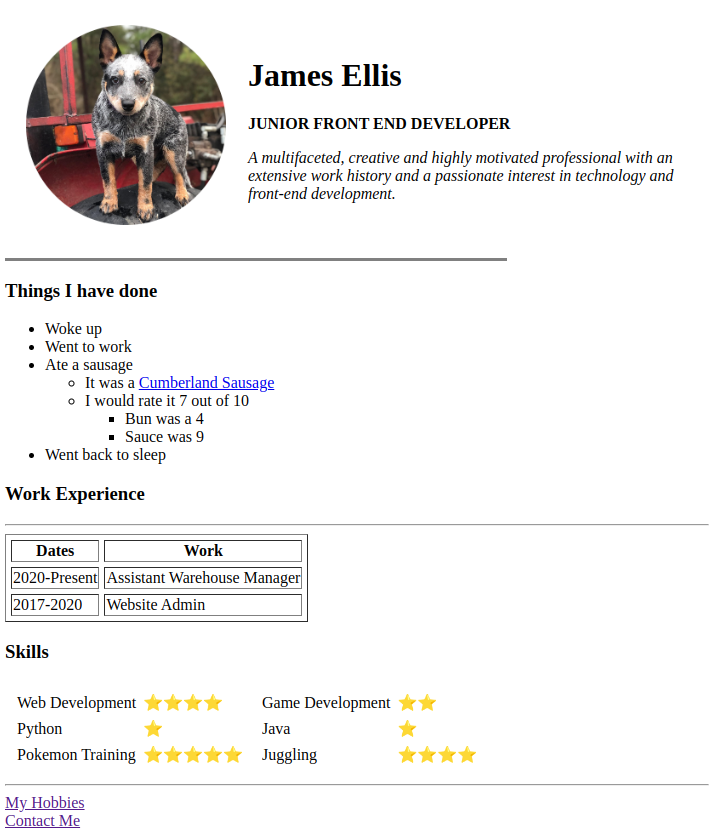 James Ellis
JUNIOR FRONT END DEVELOPER
A multifaceted, creative and highly motivated professional with an
extensive work history and a passionate interest in technology and
front-end development.
Things I have done
Woke up
Went to work
Ate a sausage
It was a Cumberland Sausage
I would rate it 7 out of 10
Bun was a 4
Sauce was 9
Went back to sleep
Work Experience
Dates Work
2020-Present Assistant Warehouse Manager
2017-2020 Website Admin
Skills
Web Development ⭐⭐⭐⭐ Game Development ⭐⭐
Python ⭐ Java ⭐
Pokemon Training ⭐⭐⭐⭐⭐ Juggling ⭐⭐⭐⭐
My Hobbies
Contact Me